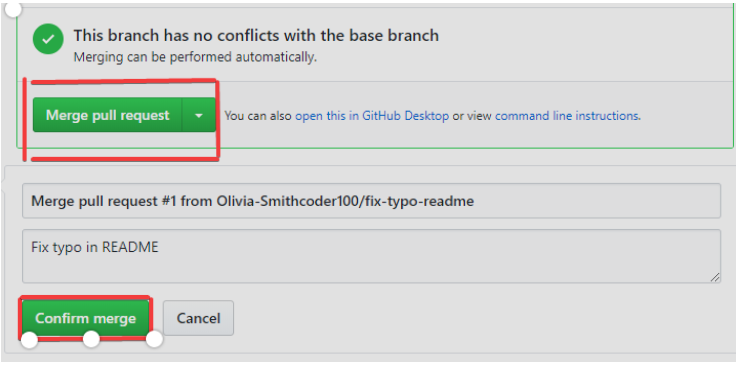 This branch has no conflicts with the base branch
Merging can be performed automatically.
Merge pull request
You can also open this in GitHub Desktop or view command line instructions.
Merge pull request #1 from Olivia-Smithcoder100/fix-typo-readme
Fix typo in README
Confirm merge
Cancel